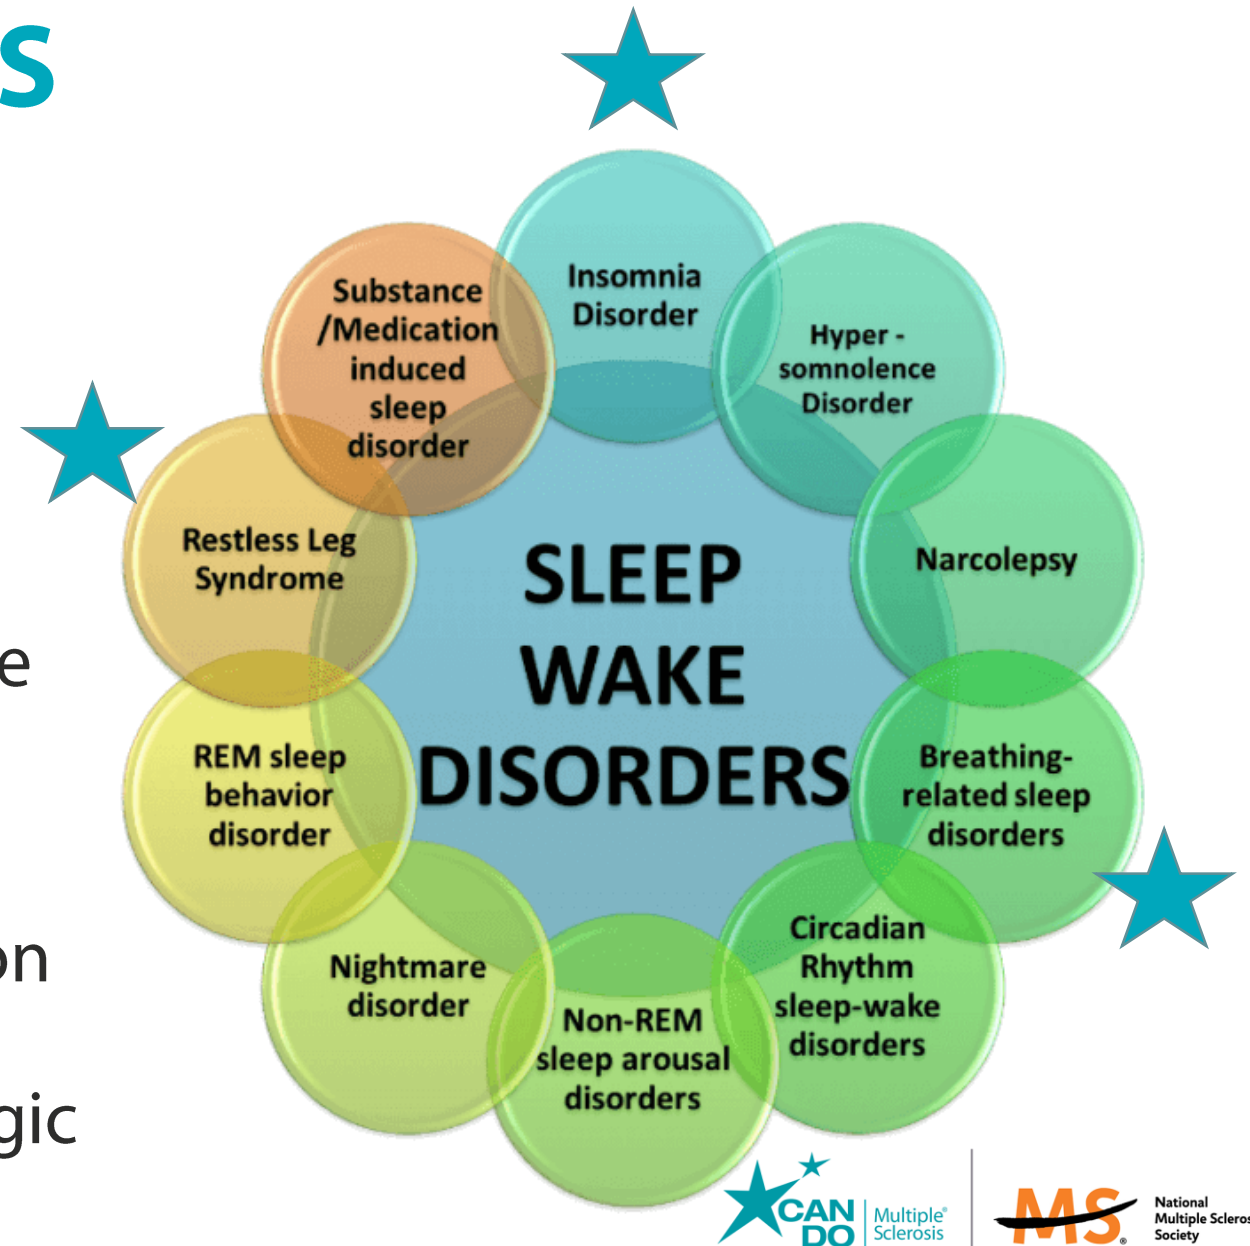 s
Insomnia
Disorder
Hyper -
somnolence
Disorder
Narcolepsy
Breathing-
related sleep
disorders
Circadian
Rhythm
sleep-wake
disorders
Non-REM
sleep arousal
disorders
Nightmare
disorder
REM sleep
behavior
disorder
Restless Leg
Syndrome
Substance
/Medication
induced
sleep
disorder
SLEEP
WAKE
DISORDERS
e
on
gic
CAN
DO
Multiple®
Sclerosis
MS®
National
Multiple Scleros
Society